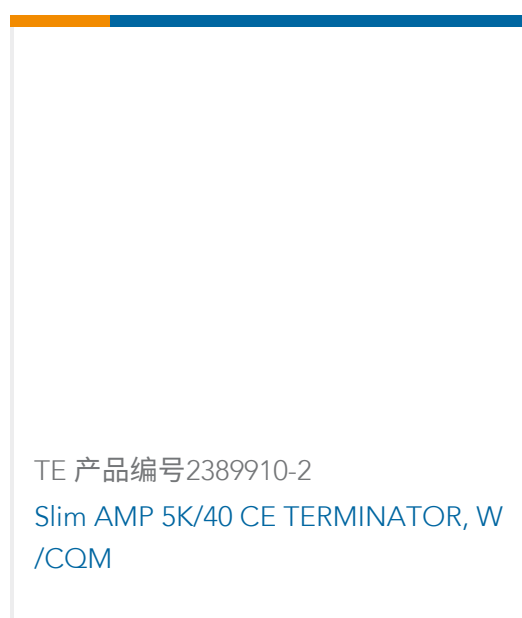 TE 产品编号2389910-2
Slim AMP 5K/40 CE TERMINATOR, W
/CQM